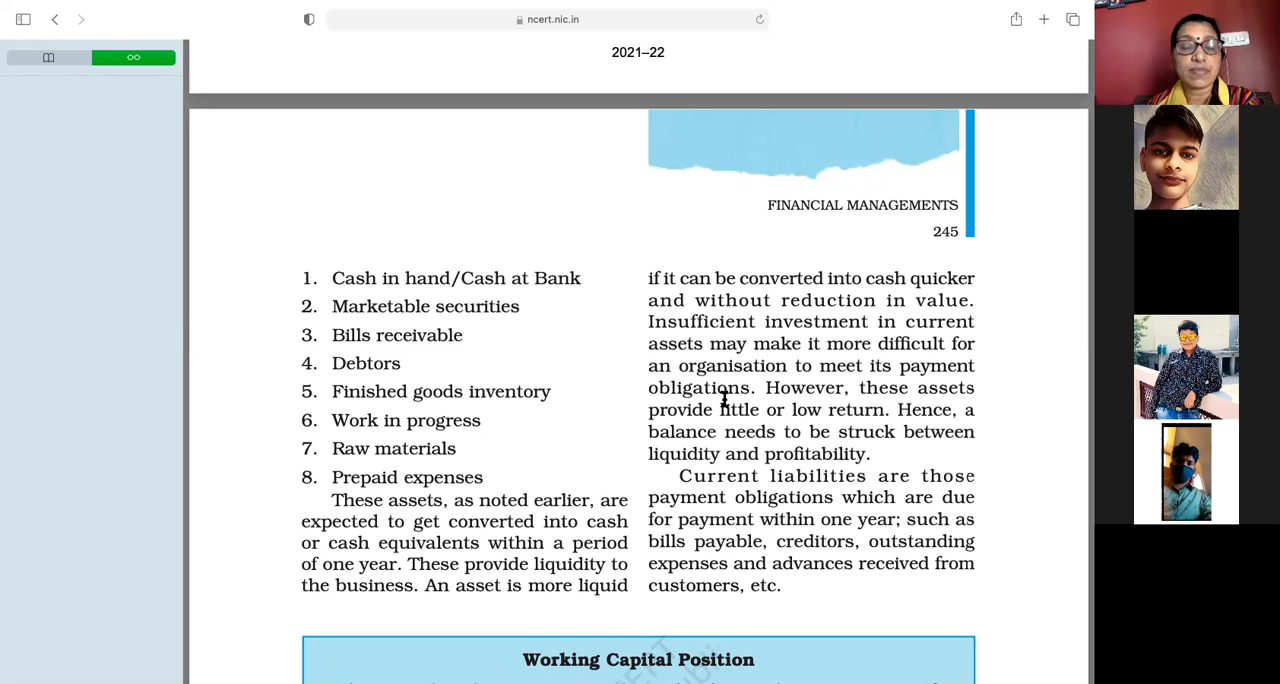 ncert.nic.in
2021–22
FINANCIAL MANAGEMENTS
245
1. Cash in hand/Cash at Bank
2. Marketable securities
3. Bills receivable
4. Debtors
5. Finished goods inventory
6. Work in progress
7. Raw materials
8. Prepaid expenses
These assets, as noted earlier, are
expected to get converted into cash
or cash equivalents within a period
of one year. These provide liquidity to
the business. An asset is more liquid
if it can be converted into cash quicker
and without reduction in value.
Insufficient investment in current
assets may make it more difficult for
an organisation to meet its payment
obligations. However, these assets
provide little or low return. Hence, a
balance needs to be struck between
liquidity and profitability.
Current liabilities are those
payment obligations which are due
for payment within one year; such as
bills payable, creditors, outstanding
expenses and advances received from
customers, etc.
Working Capital Position